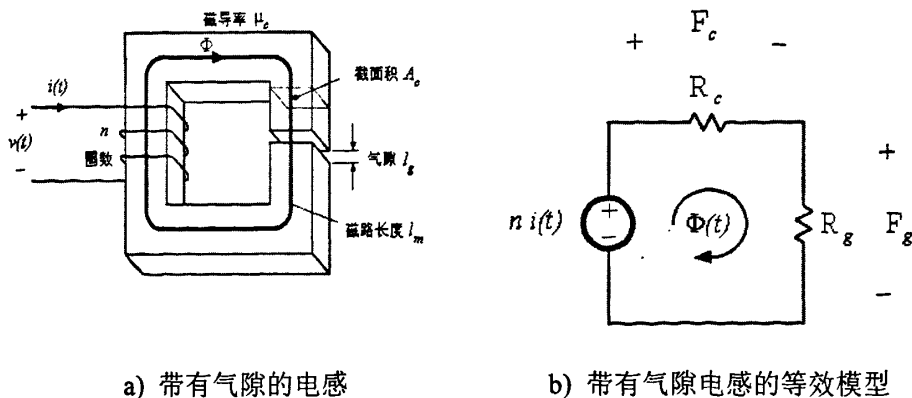 磁导率 μc
Φ
截面积 Ac
i(t)
+
v(t)
−
n
圈数
气隙 lg
磁路长度 lm
+ Fc −
Rc
n i(t)
+
−
Φ(t)
Rg
+
Fg
−
a) 带有气隙的电感
b) 带有气隙电感的等效模型